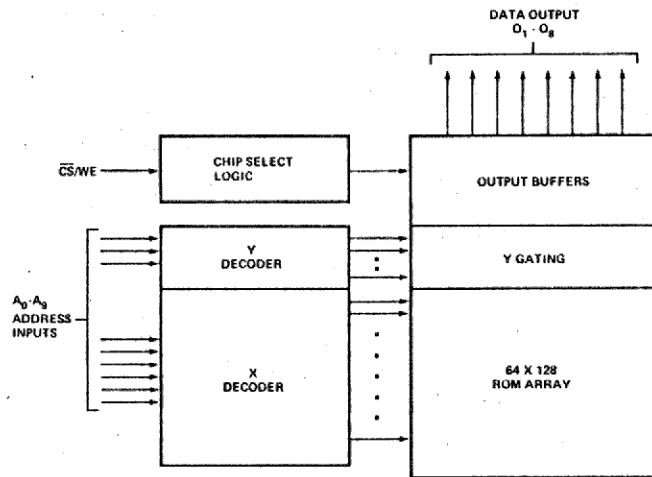 DATA OUTPUT
O1 - O8
CS/WE
CHIP SELECT
LOGIC
OUTPUT BUFFERS
Y
DECODER
Y GATING
A0-A9
ADDRESS
INPUTS
X
DECODER
64 X 128
ROM ARRAY